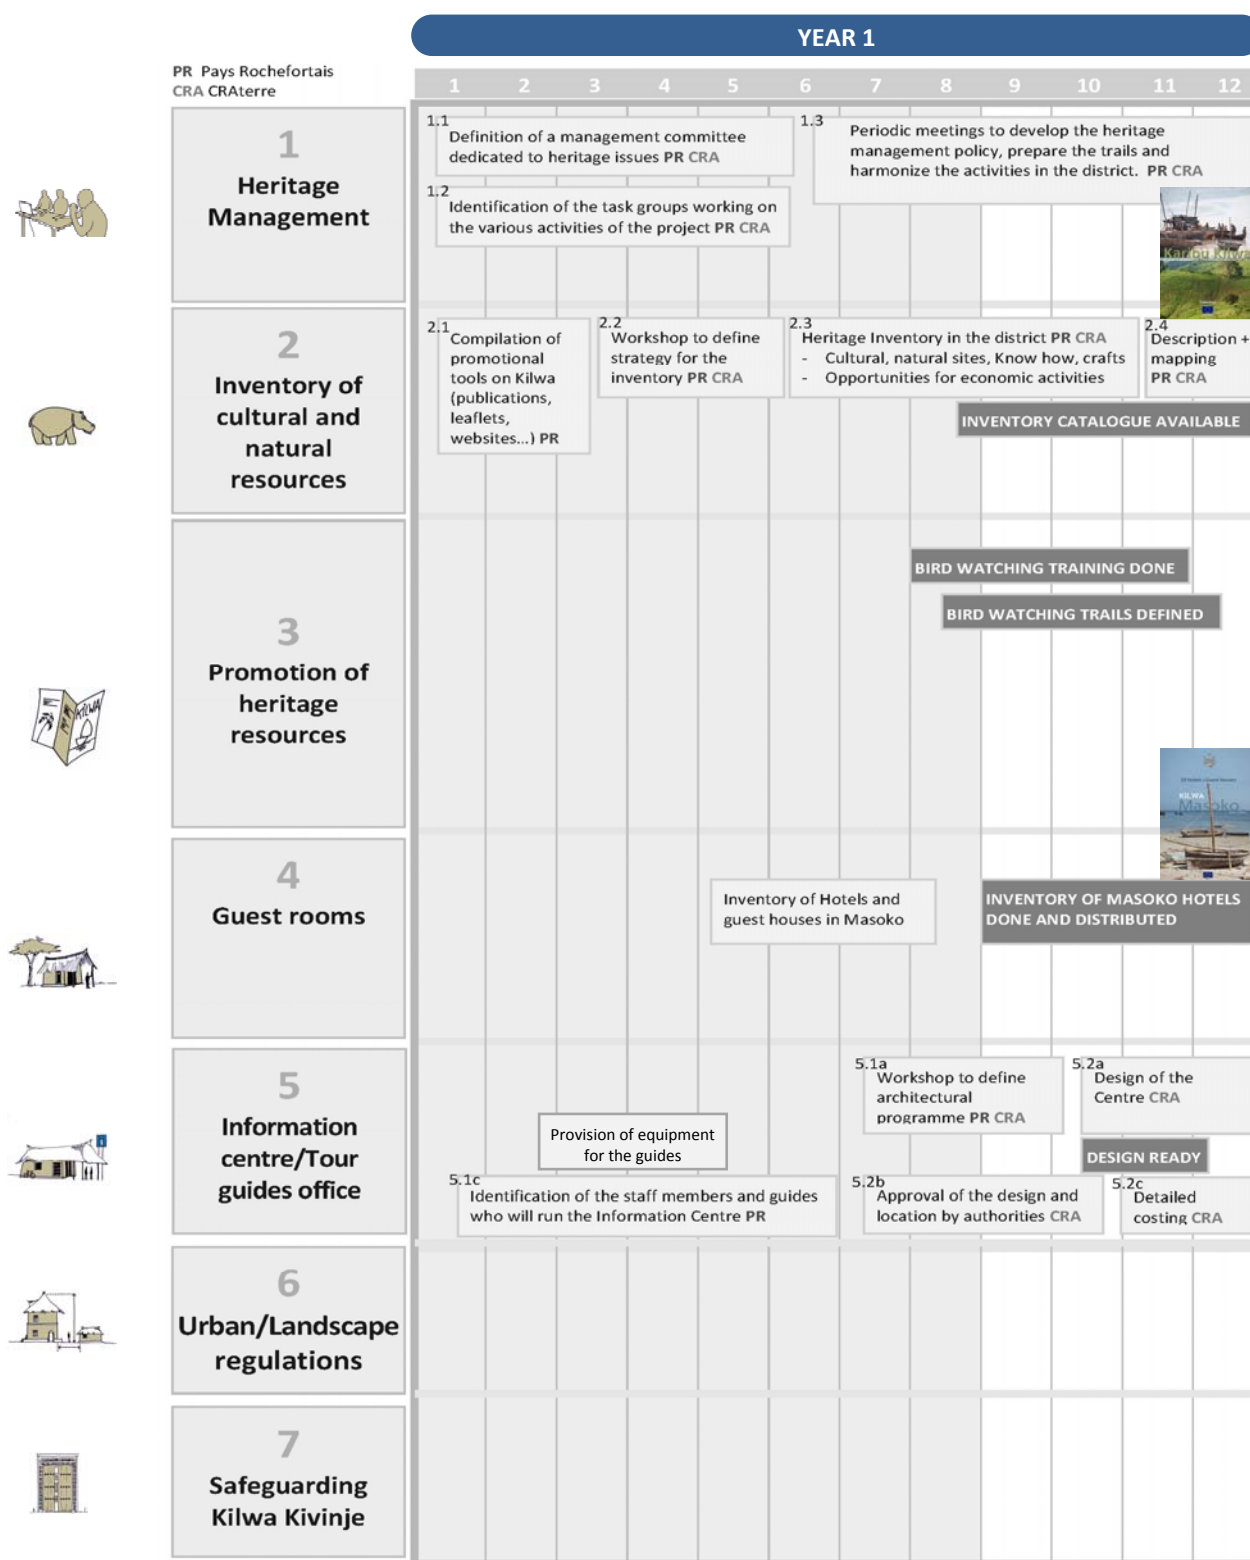 YEAR 1
PR Pays Rochefortais
CRA CRAterre
1 2 3 4 5 6 7 8 9 10 11 12
1
Heritage
Management
1.1
Definition of a management committee
dedicated to heritage issues PR CRA
1.2
Identification of the task groups working on
the various activities of the project PR CRA
1.3
Periodic meetings to develop the heritage
management policy, prepare the trails and
harmonize the activities in the district. PR CRA
2
Inventory of
cultural and
natural
resources
2.1
Compilation of
promotional
tools on Kilwa
(publications,
leaflets,
websites...) PR
2.2
Workshop to define
strategy for the
inventory PR CRA
2.3
Heritage Inventory in the district PR CRA
- Cultural, natural sites, Know how, crafts
- Opportunities for economic activities
2.4
Description +
mapping
PR CRA
INVENTORY CATALOGUE AVAILABLE
3
Promotion of
heritage
resources
KILWA
BIRD WATCHING TRAINING DONE
BIRD WATCHING TRAILS DEFINED
KILWA
Masoko
4
Guest rooms
Inventory of Hotels and
guest houses in Masoko
INVENTORY OF MASOKO HOTELS
DONE AND DISTRIBUTED
5
Information
centre/Tour
guides office
5.1a
Workshop to define
architectural
programme PR CRA
5.2a
Design of the
Centre CRA
Provision of equipment
for the guides
DESIGN READY
5.1c
Identification of the staff members and guides
who will run the Information Centre PR
5.2b
Approval of the design and
location by authorities CRA
5.2c
Detailed
costing CRA
6
Urban/Landscape
regulations
7
Safeguarding
Kilwa Kivinje